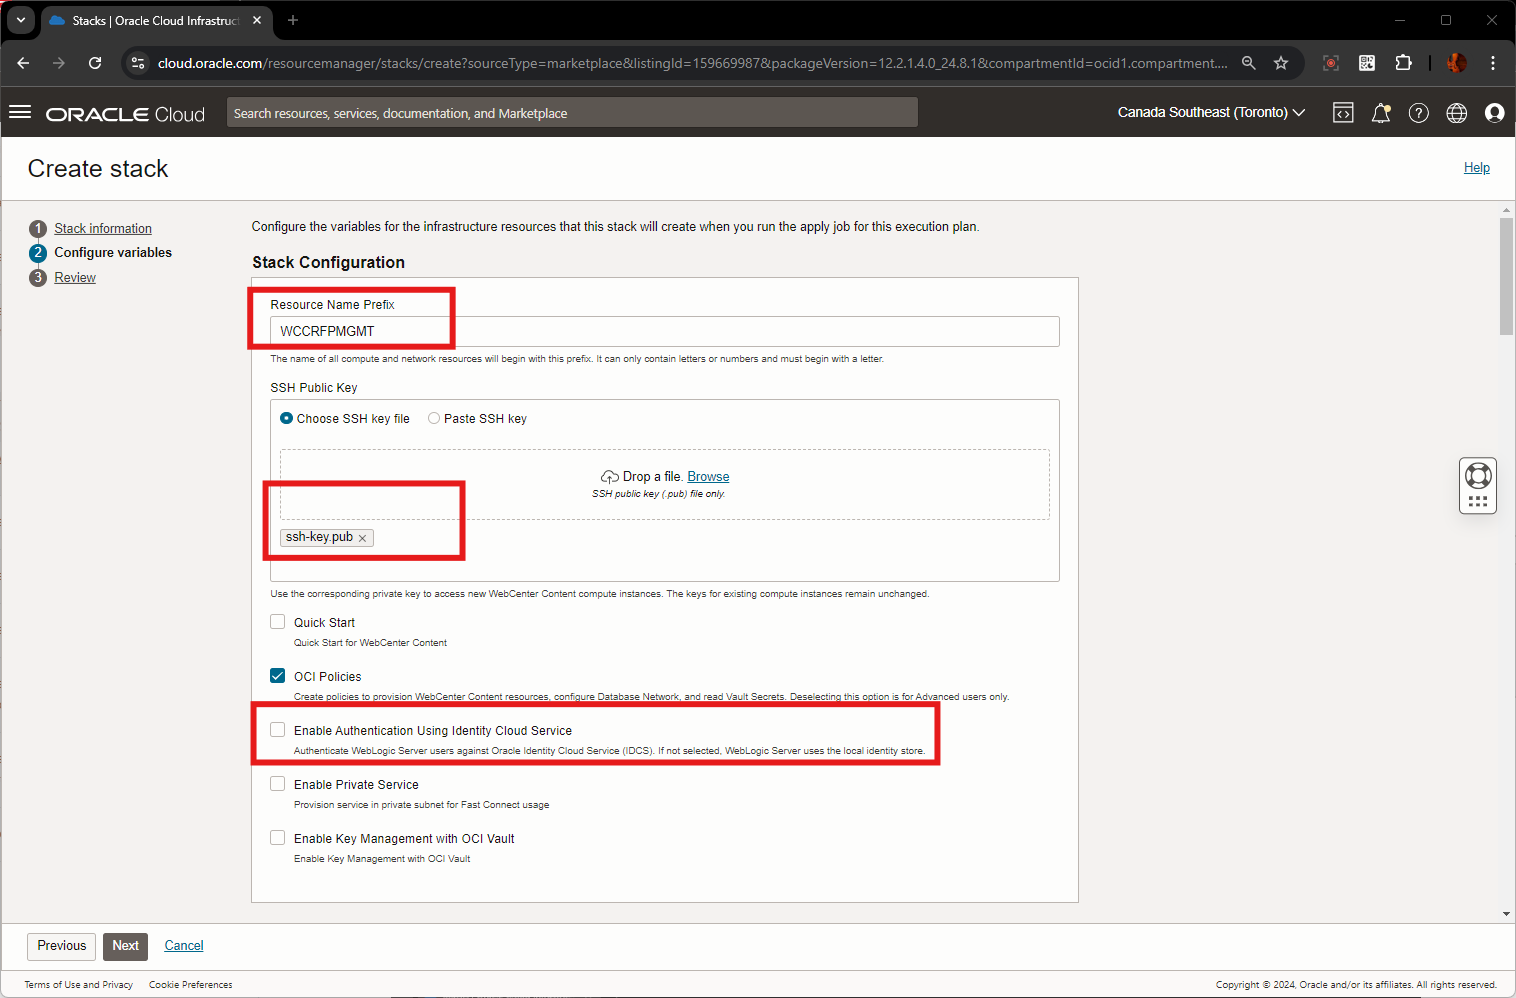 Stacks | Oracle Cloud Infrastruc
cloud.oracle.com/resourcemanager/stacks/create?sourceType=marketplace&listingId=159669987&packageVersion=12.2.1.4.0_24.8.1&compartmentId=ocid1.compartment....
ORACLE Cloud
Search resources, services, documentation, and Marketplace
Canada Southeast (Toronto)
Create stack
Help
1 Stack information
2 Configure variables
3 Review
Configure the variables for the infrastructure resources that this stack will create when you run the apply job for this execution plan.
Stack Configuration
Resource Name Prefix
WCCRFPMGMT
The name of all compute and network resources will begin with this prefix. It can only contain letters or numbers and must begin with a letter.
SSH Public Key
Choose SSH key file Paste SSH key
Drop a file. Browse
SSH public key (.pub) file only.
ssh-key.pub
Use the corresponding private key to access new WebCenter Content compute instances. The keys for existing compute instances remain unchanged.
Quick Start
Quick Start for WebCenter Content
OCI Policies
Create policies to provision WebCenter Content resources, configure Database Network, and read Vault Secrets. Deselecting this option is for Advanced users only.
Enable Authentication Using Identity Cloud Service
Authenticate WebLogic Server users against Oracle Identity Cloud Service (IDCS). If not selected, WebLogic Server uses the local identity store.
Enable Private Service
Provision service in private subnet for Fast Connect usage
Enable Key Management with OCI Vault
Enable Key Management with OCI Vault
Previous Next Cancel
Terms of Use and Privacy Cookie Preferences
Copyright © 2024, Oracle and/or its affiliates. All rights reserved.